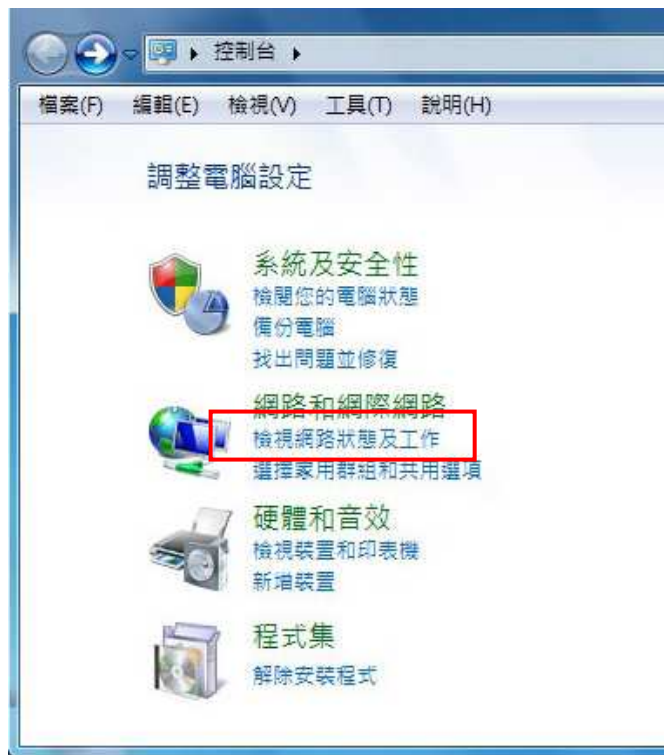 控制台
檔案(F) 編輯(E) 檢視(V) 工具(T) 說明(H)
調整電腦設定
系統及安全性
檢閱您的電腦狀態
備份電腦
找出問題並修復
網路和網際網路
檢視網路狀態及工作
選擇家用群組和共用選項
硬體和音效
檢視裝置和印表機
新增裝置
程式集
解除安裝程式